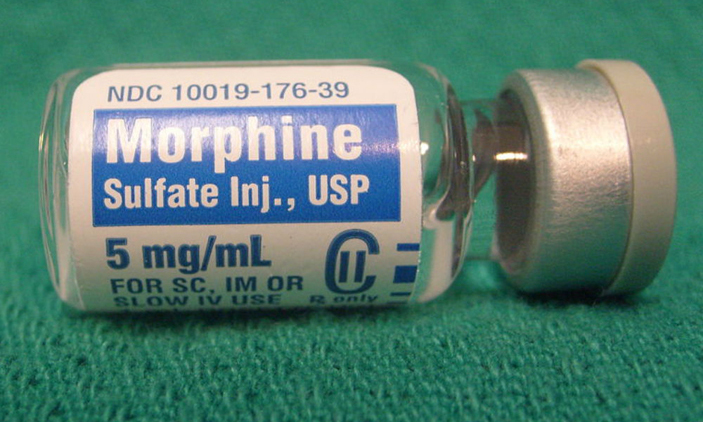 NDC 10019-176-39
Morphine
Sulfate Inj., USP
5 mg/mL
CII
FOR SC, IM OR
SLOW IV USE
Rx only